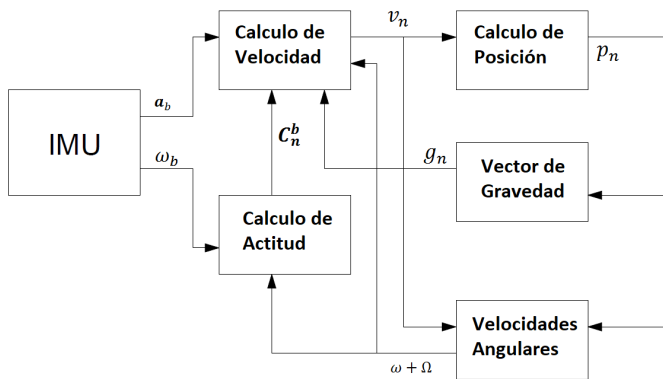 Calculo de
Velocidad
v_n
Calculo de
Posición
p_n
a_b
IMU
ω_b
C_n^b
g_n
Vector de
Gravedad
Calculo de
Actitud
Velocidades
Angulares
ω + Ω